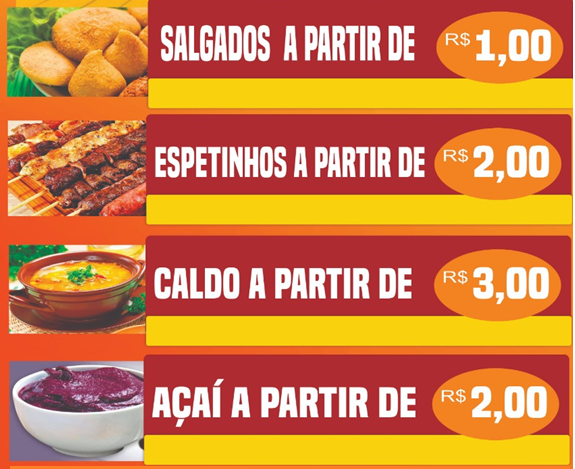 SALGADOS A PARTIR DE R$ 1,00
ESPETINHOS A PARTIR DE R$ 2,00
CALDO A PARTIR DE R$ 3,00
AÇAÍ A PARTIR DE R$ 2,00